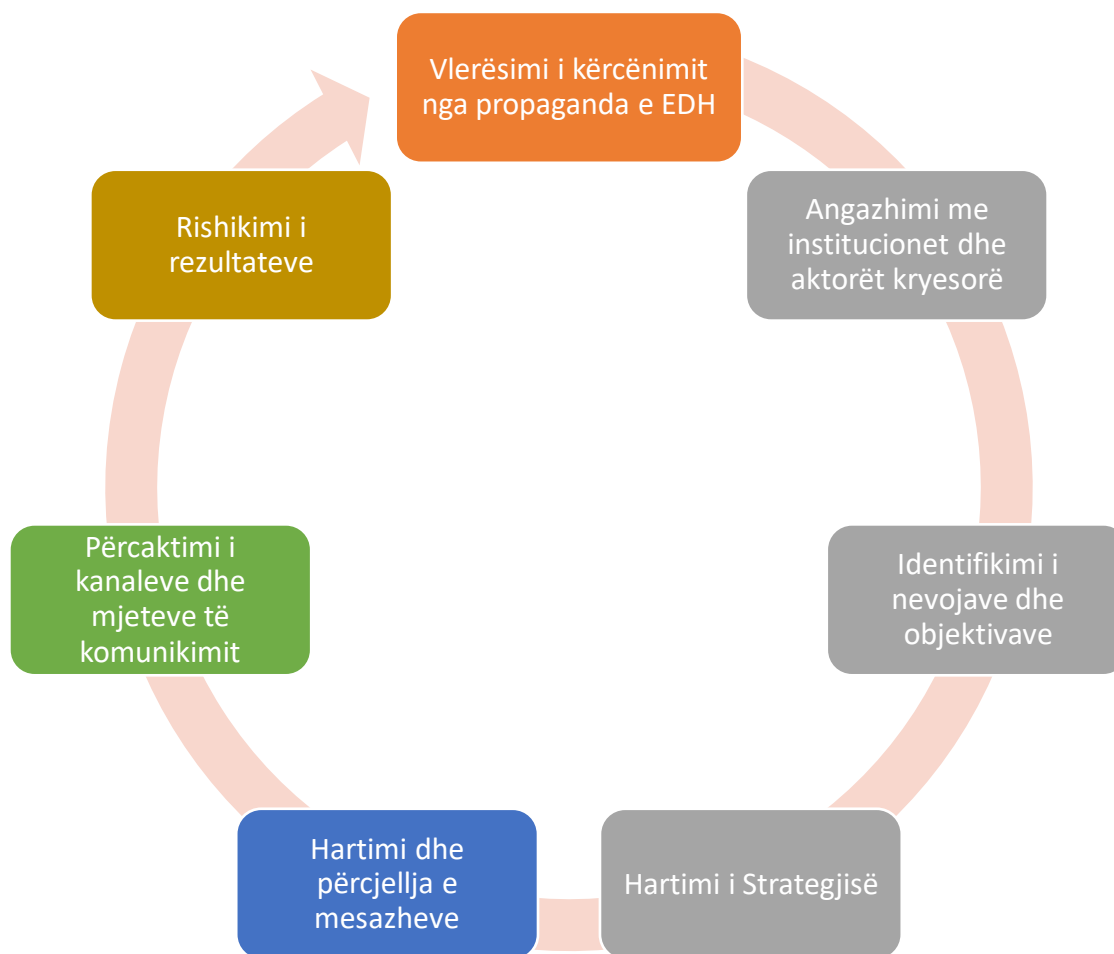 Vlerësimi i kërcënimit
nga propaganda e EDH
Angazhimi me
institucionet dhe
aktorët kryesorë
Identifikimi i
nevojave dhe
objektivave
Hartimi i Strategjisë
Hartimi dhe
përcjellja e
mesazheve
Përcaktimi i
kanaleve dhe
mjeteve të
komunikimit
Rishikimi i
rezultateve